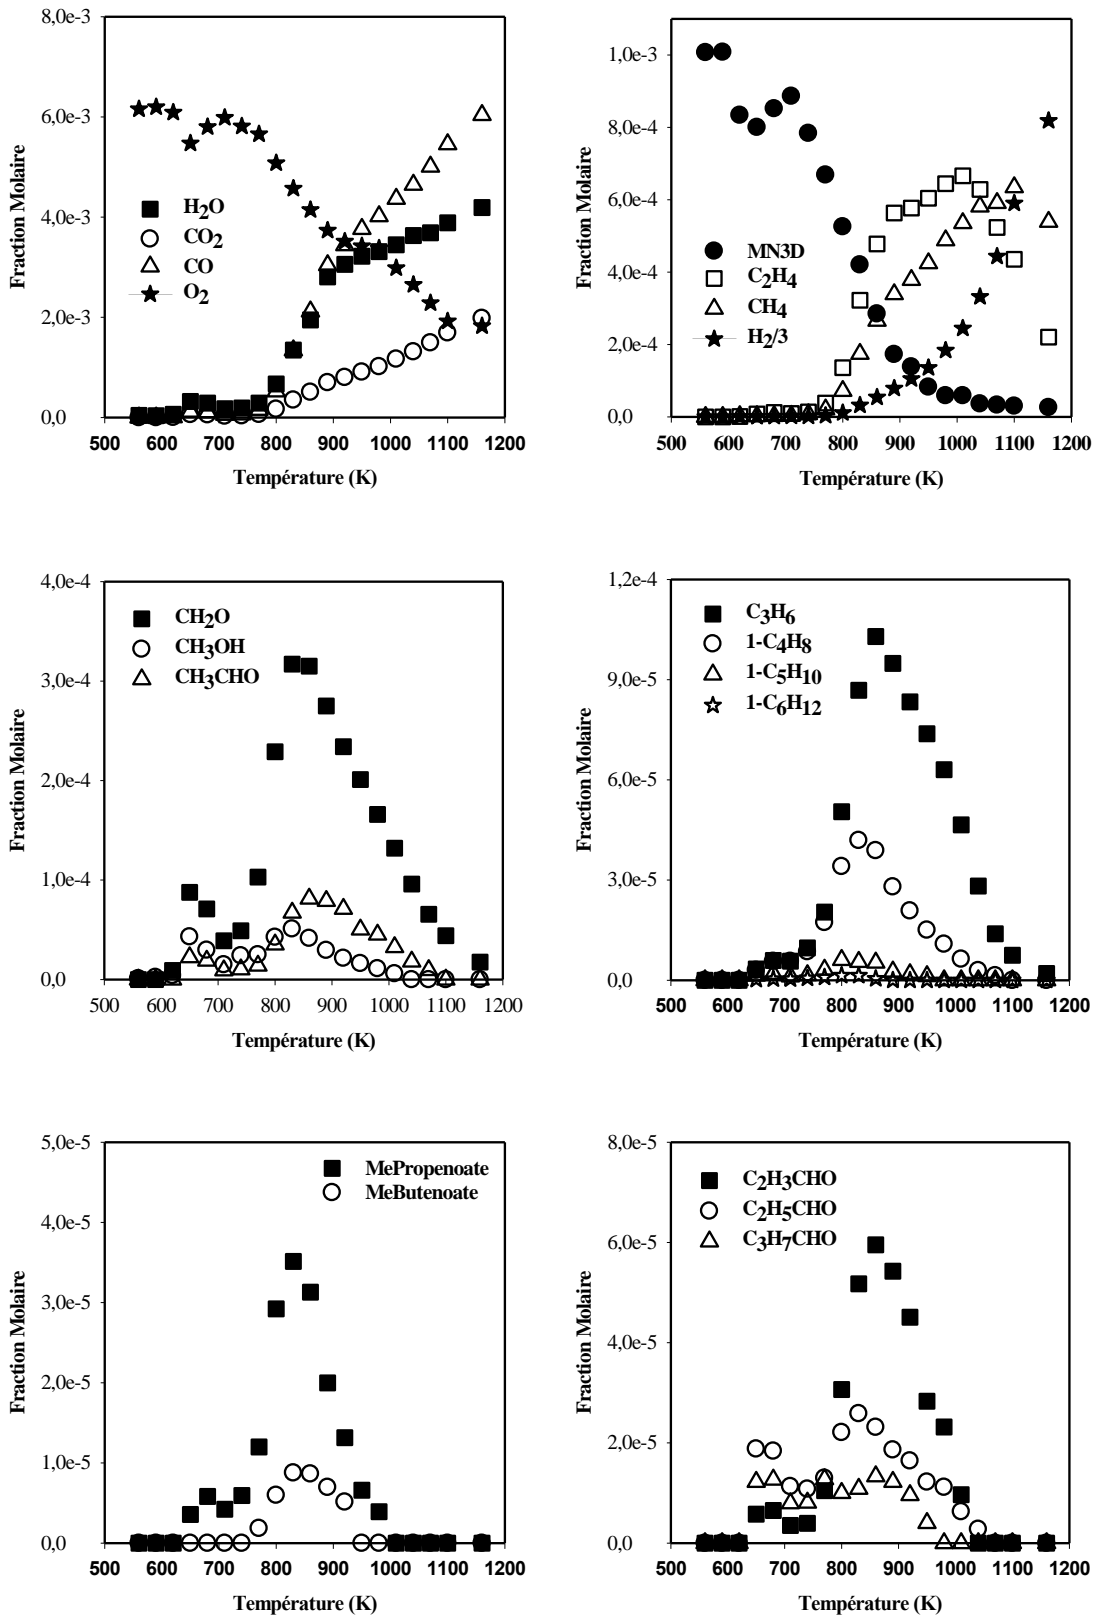 8,0e-3
6,0e-3
4,0e-3
2,0e-3
0,0
Fraction Molaire
H2O
CO2
CO
O2
500 600 700 800 900 1000 1100 1200
Température (K)
1,0e-3
8,0e-4
6,0e-4
4,0e-4
2,0e-4
0,0
Fraction Molaire
MN3D
C2H4
CH4
H2/3
500 600 700 800 900 1000 1100 1200
Température (K)
4,0e-4
3,0e-4
2,0e-4
1,0e-4
0,0
Fraction Molaire
CH2O
CH3OH
CH3CHO
500 600 700 800 900 1000 1100 1200
Température (K)
1,2e-4
9,0e-5
6,0e-5
3,0e-5
0,0
Fraction Molaire
C3H6
1-C4H8
1-C5H10
1-C6H12
500 600 700 800 900 1000 1100 1200
Température (K)
5,0e-5
4,0e-5
3,0e-5
2,0e-5
1,0e-5
0,0
Fraction Molaire
MePropenoate
MeButenoate
500 600 700 800 900 1000 1100 1200
Température (K)
8,0e-5
6,0e-5
4,0e-5
2,0e-5
0,0
Fraction Molaire
C2H3CHO
C2H5CHO
C3H7CHO
500 600 700 800 900 1000 1100 1200
Température (K)